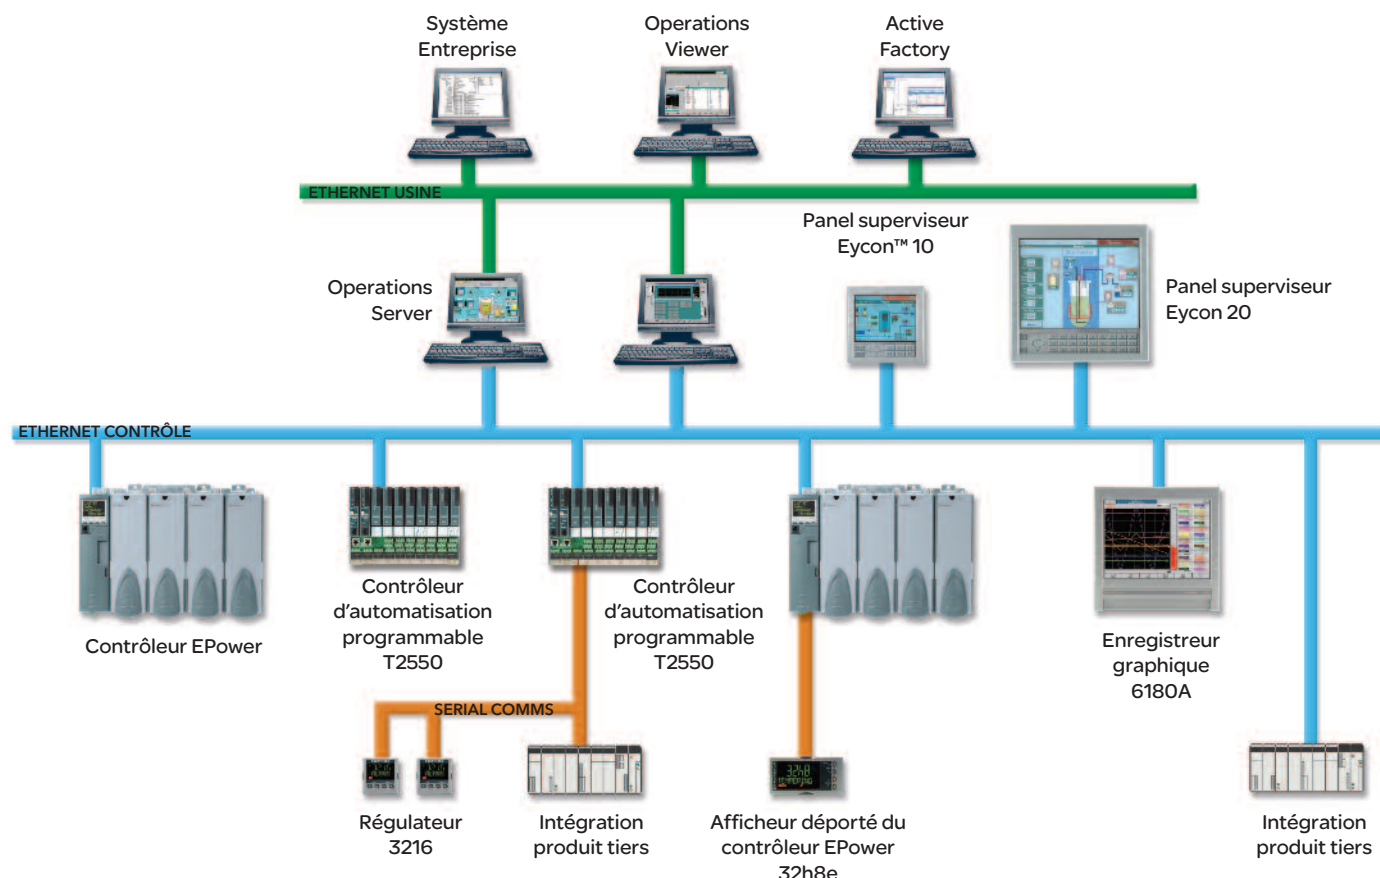 Système
Entreprise
Operations
Viewer
Active
Factory
ETHERNET USINE
Panel superviseur
Eycon™ 10
Operations
Server
Panel superviseur
Eycon 20
ETHERNET CONTRÔLE
Contrôleur EPower
Contrôleur
d'automatisation
programmable
T2550
Contrôleur
d'automatisation
programmable
T2550
Enregistreur
graphique
6180A
SERIAL COMMS
Régulateur
3216
Intégration
produit tiers
32h8
Afficheur déporté du
contrôleur EPower
32h8e
Intégration
produit tiers